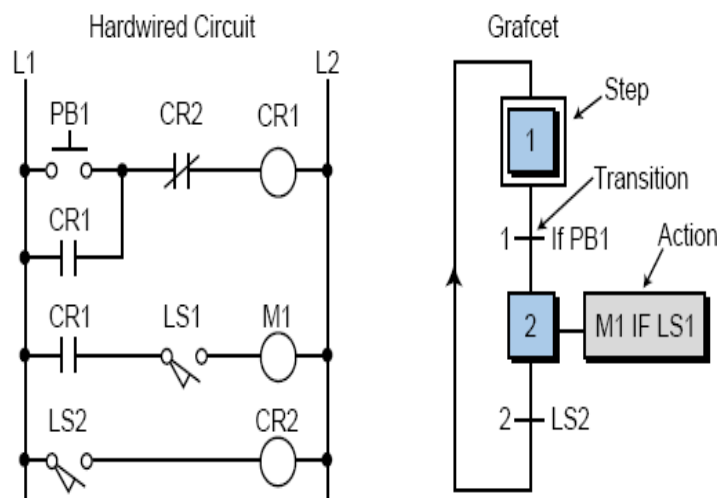 Hardwired Circuit
L1
L2
PB1
CR2
CR1
CR1
CR1
LS1
M1
LS2
CR2
Grafcet
Step
1
Transition
1
If PB1
Action
2
M1 IF LS1
2
LS2